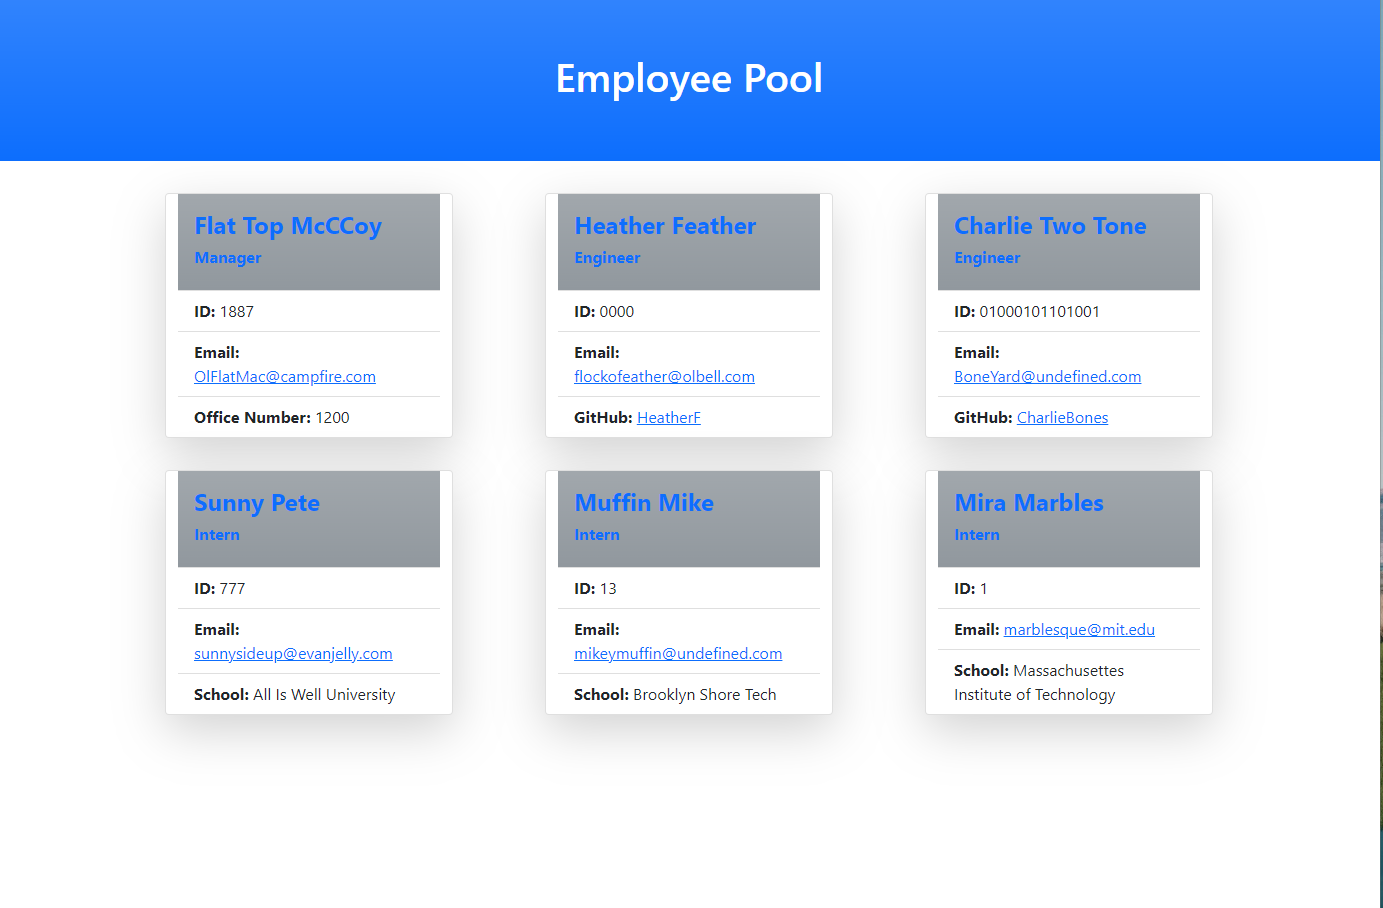 Employee Pool
Flat Top McCCoy
Manager
ID: 1887
Email:
OlFlatMac@campfire.com
Office Number: 1200
Heather Feather
Engineer
ID: 0000
Email:
flockofeather@olbell.com
GitHub: HeatherF
Charlie Two Tone
Engineer
ID: 01000101101001
Email:
BoneYard@undefined.com
GitHub: CharlieBones
Sunny Pete
Intern
ID: 777
Email:
sunnysideup@evanjelly.com
School: All Is Well University
Muffin Mike
Intern
ID: 13
Email:
mikeymuffin@undefined.com
School: Brooklyn Shore Tech
Mira Marbles
Intern
ID: 1
Email: marblesque@mit.edu
School: Massachusettes
Institute of Technology